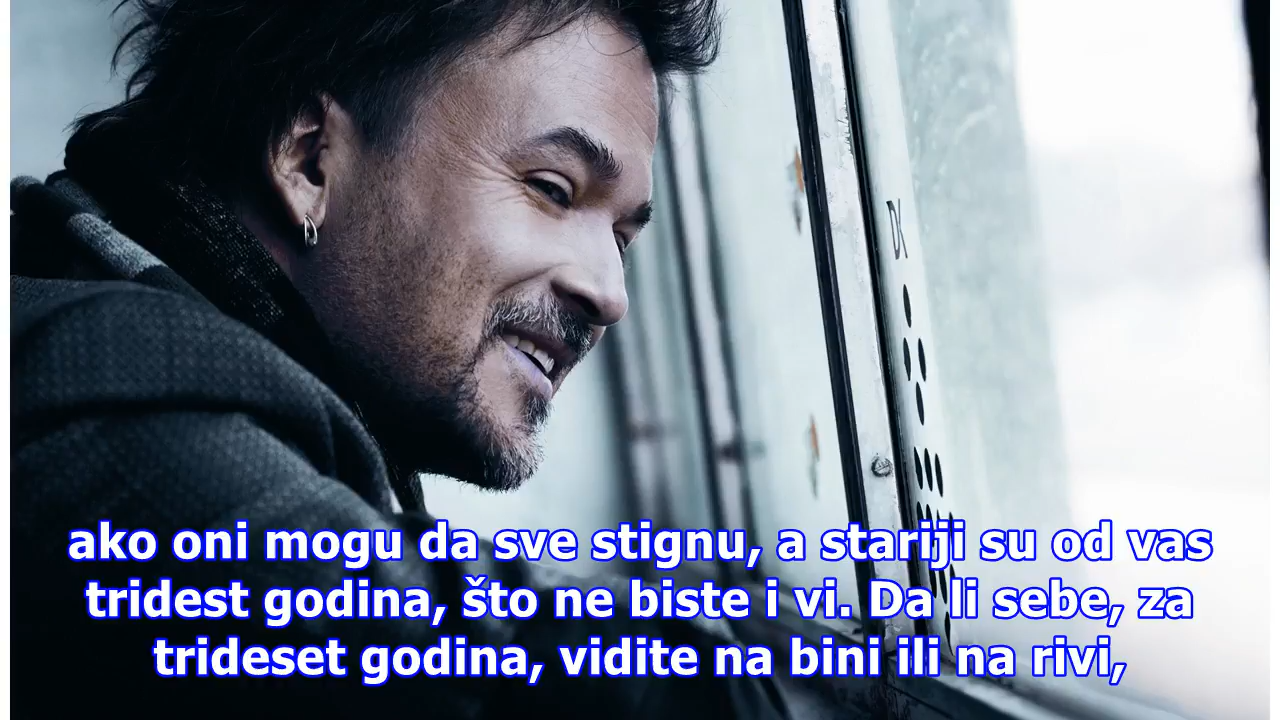 DK
ako oni mogu da sve stignu, a stariji su od vas
tridest godina, što ne biste i vi. Da li sebe, za
trideset godina, vidite na bini ili na rivi,